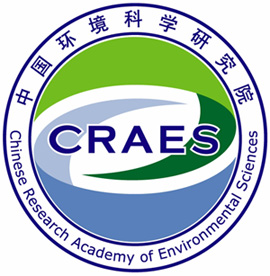 中国环境科学研究院
CRAES
Chinese Research Academy of Environmental Sciences